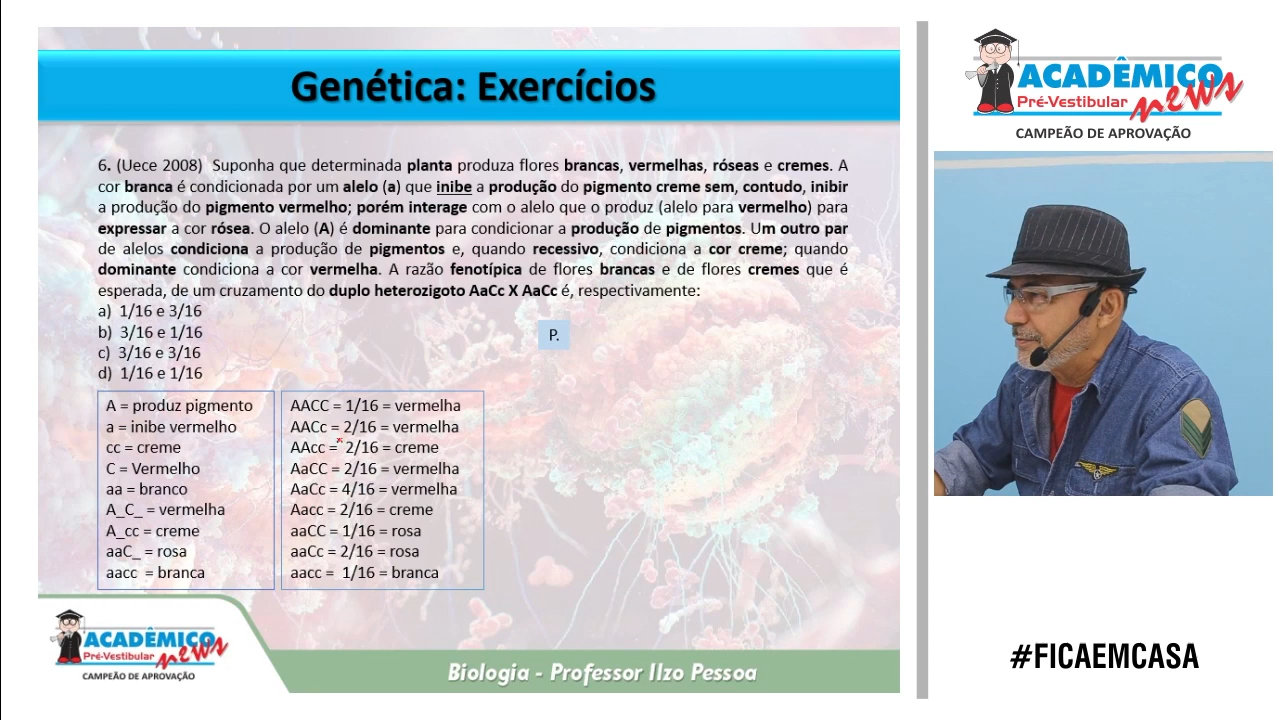 Genética: Exercícios
6. (Uece 2008) Suponha que determinada planta produza flores brancas, vermelhas, róseas e cremes. A
cor branca é condicionada por um alelo (a) que inibe a produção do pigmento creme sem, contudo, inibir
a produção do pigmento vermelho; porém interage com o alelo que o produz (alelo para vermelho) para
expressar a cor rósea. O alelo (A) é dominante para condicionar a produção de pigmentos. Um outro par
de alelos condiciona a produção de pigmentos e, quando recessivo, condiciona a cor creme; quando
dominante condiciona a cor vermelha. A razão fenotípica de flores brancas e de flores cremes que é
esperada, de um cruzamento do duplo heterozigoto AaCc X AaCc é, respectivamente:
a) 1/16 e 3/16
b) 3/16 e 1/16
c) 3/16 e 3/16
d) 1/16 e 1/16
P.
A = produz pigmento
a = inibe vermelho
cc = creme
C = Vermelho
aa = branco
A_C_ = vermelha
A_cc = creme
aaC_ = rosa
aacc = branca
AACC = 1/16 = vermelha
AACc = 2/16 = vermelha
AAcc = 2/16 = creme
AaCC = 2/16 = vermelha
AaCc = 4/16 = vermelha
Aacc = 2/16 = creme
aaCC = 1/16 = rosa
aaCc = 2/16 = rosa
aacc = 1/16 = branca
ACADÊMICO
Pré-Vestibular news
CAMPEÃO DE APROVAÇÃO
Biologia - Professor Ilzo Pessoa
ACADÊMICO
Pré-Vestibular news
CAMPEÃO DE APROVAÇÃO
#FICAEMCASA